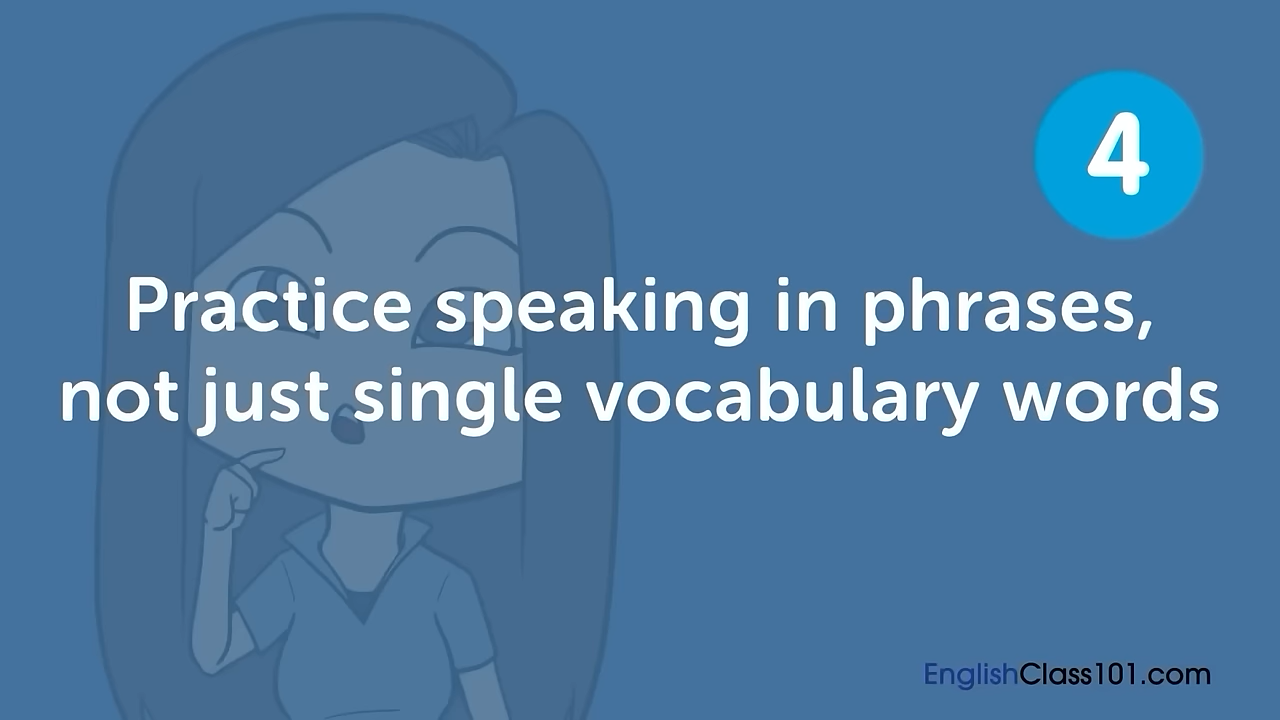 4
Practice speaking in phrases,
not just single vocabulary words
EnglishClass101.com